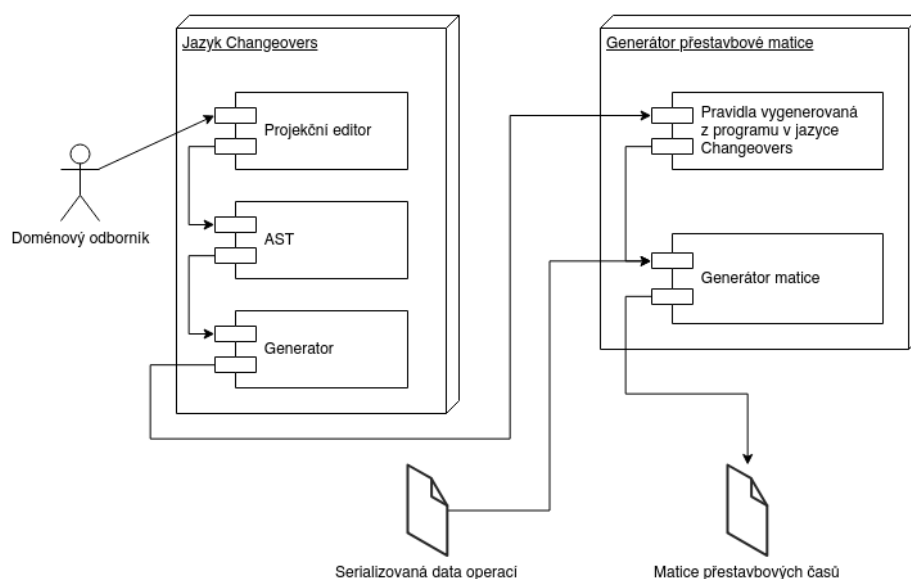 Jazyk Changeovers
Projekční editor
AST
Generator
Doménový odborník
Generátor přestavbové matice
Pravidla vygenerovaná
z programu v jazyce
Changeovers
Generátor matice
Serializovaná data operací
Matice přestavbových časů